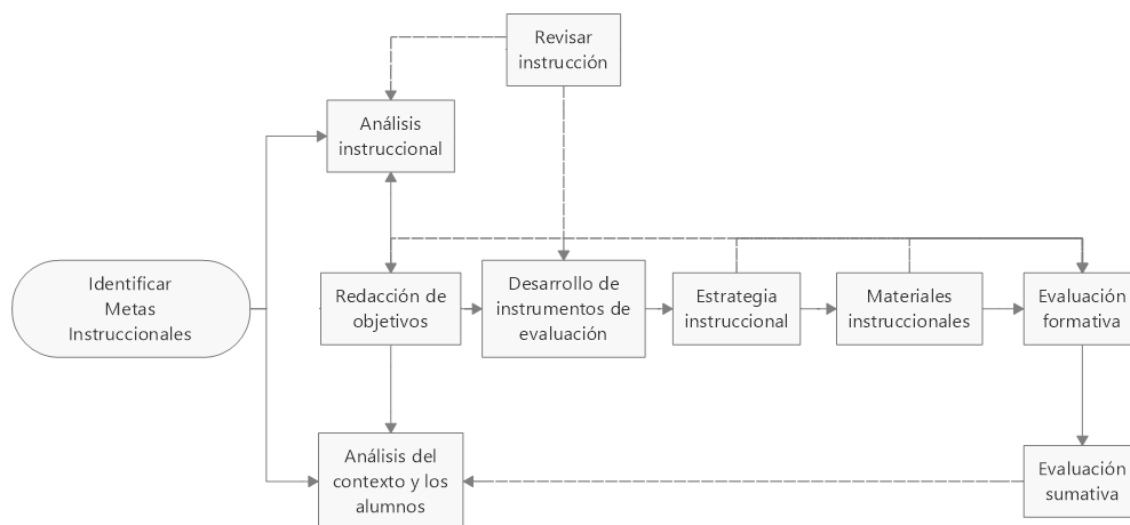 Revisar
instrucción
Análisis
instruccional
Identificar
Metas
Instruccionales
Redacción de
objetivos
Desarrollo de
instrumentos de
evaluación
Estrategia
instruccional
Materiales
instruccionales
Evaluación
formativa
Análisis del
contexto y los
alumnos
Evaluación
sumativa